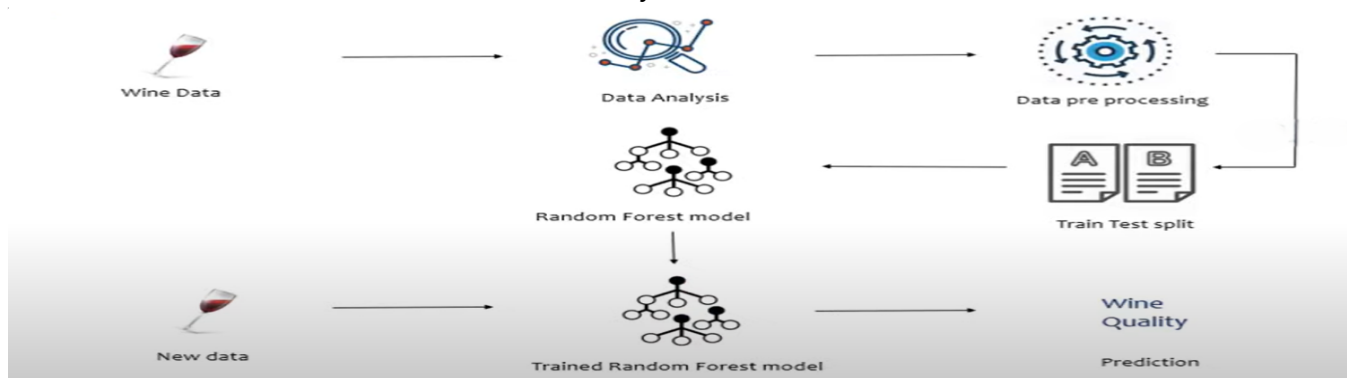 Wine Data
Data Analysis
Data pre processing
A
B
Random Forest model
Train Test split
New data
Trained Random Forest model
Wine
Quality
Prediction